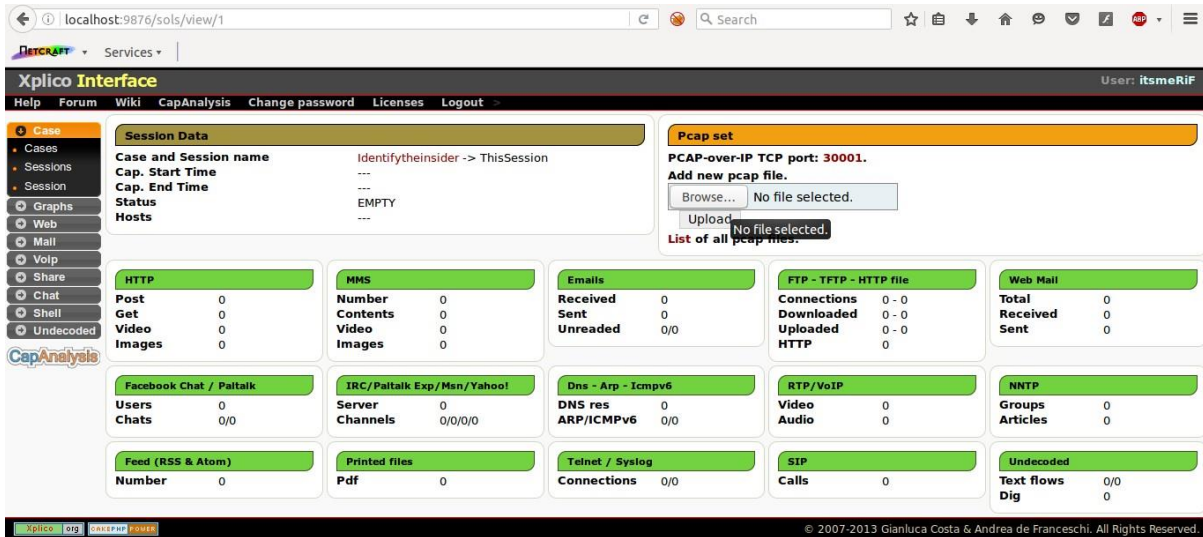 localhost:9876/sols/view/1
Search
ABP
NETCRAFT Services
Xplico Interface
User: itsmeRiF
Help Forum Wiki CapAnalysis Change password Licenses Logout >
Case
Cases
Sessions
Session
Graphs
Web
Mail
Voip
Share
Chat
Shell
Undecoded
CapAnalysis
Session Data
Case and Session name Identifytheinsider -> ThisSession
Cap. Start Time ---
Cap. End Time ---
Status EMPTY
Hosts ---
Pcap set
PCAP-over-IP TCP port: 30001.
Add new pcap file.
Browse... No file selected.
Upload
No file selected.
List of all pcap files.
HTTP
Post 0
Get 0
Video 0
Images 0
MMS
Number 0
Contents 0
Video 0
Images 0
Emails
Received 0
Sent 0
Unreaded 0/0
FTP - TFTP - HTTP file
Connections 0 - 0
Downloaded 0 - 0
Uploaded 0 - 0
HTTP 0
Web Mail
Total 0
Received 0
Sent 0
Facebook Chat / Paltalk
Users 0
Chats 0/0
IRC/Paltalk Exp/Msn/Yahoo!
Server 0
Channels 0/0/0/0
Dns - Arp - Icmpv6
DNS res 0
ARP/ICMPv6 0/0
RTP/VoIP
Video 0
Audio 0
NNTP
Groups 0
Articles 0
Feed (RSS & Atom)
Number 0
Printed files
Pdf 0
Telnet / Syslog
Connections 0/0
SIP
Calls 0
Undecoded
Text flows 0/0
Dig 0
Xplico org CAKEPHP POWER
© 2007-2013 Gianluca Costa & Andrea de Franceschi. All Rights Reserved.